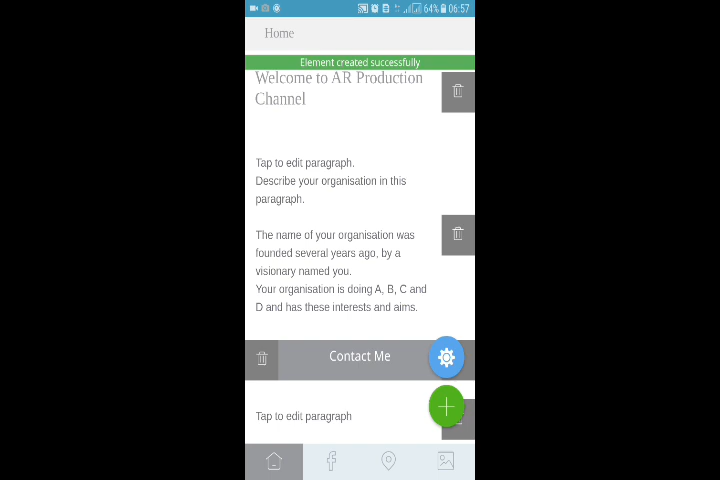 64% 06:57
Home
Element created successfully
Welcome to AR Production
Channel
Tap to edit paragraph.
Describe your organisation in this
paragraph.
The name of your organisation was
founded several years ago, by a
visionary named you.
Your organisation is doing A, B, C and
D and has these interests and aims.
Contact Me
Tap to edit paragraph